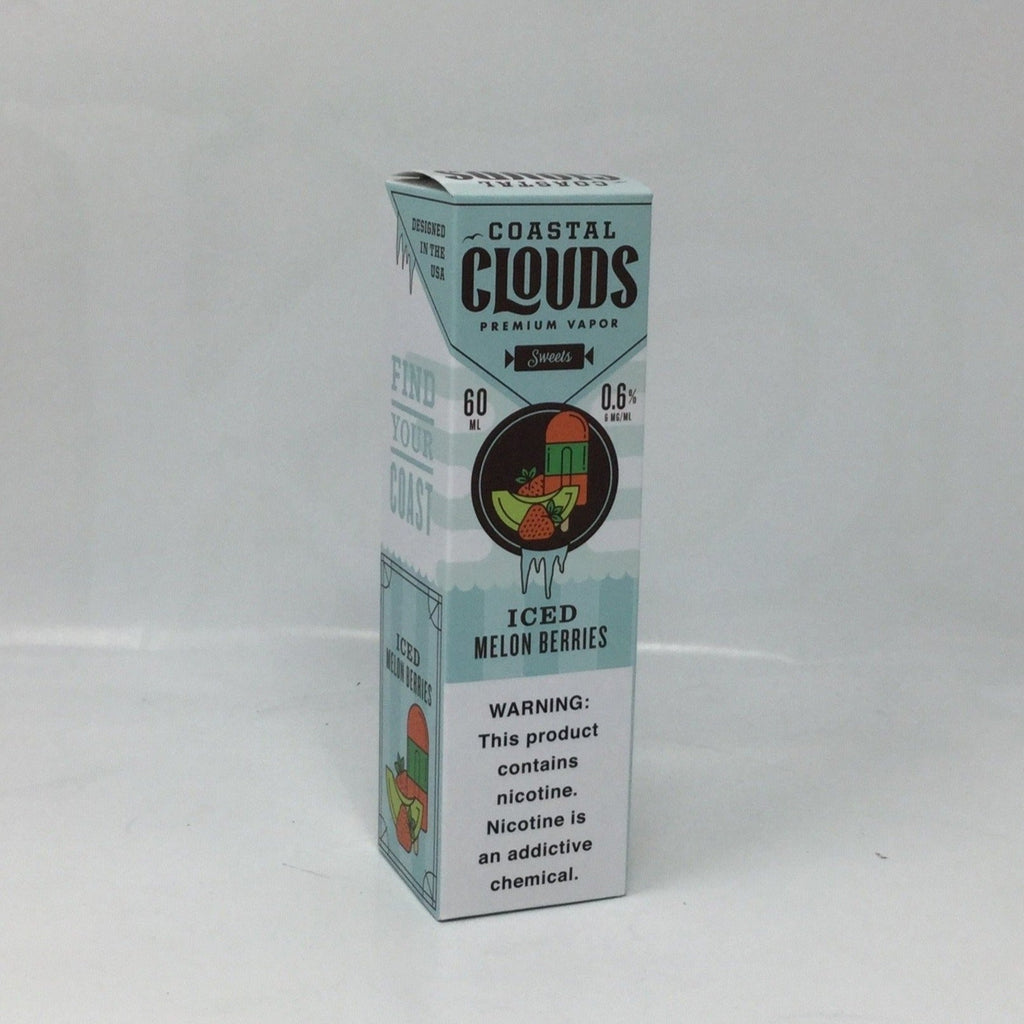 COASTAL
CLOUDS
DESIGNED
IN THE
USA
COASTAL
CLOUDS
PREMIUM VAPOR
Sweets
FIND
YOUR
COAST
60
ML
0.6%
6 MG/ML
ICED
MELON BERRIES
ICED
MELON BERRIES
WARNING:
This product
contains
nicotine.
Nicotine is
an addictive
chemical.